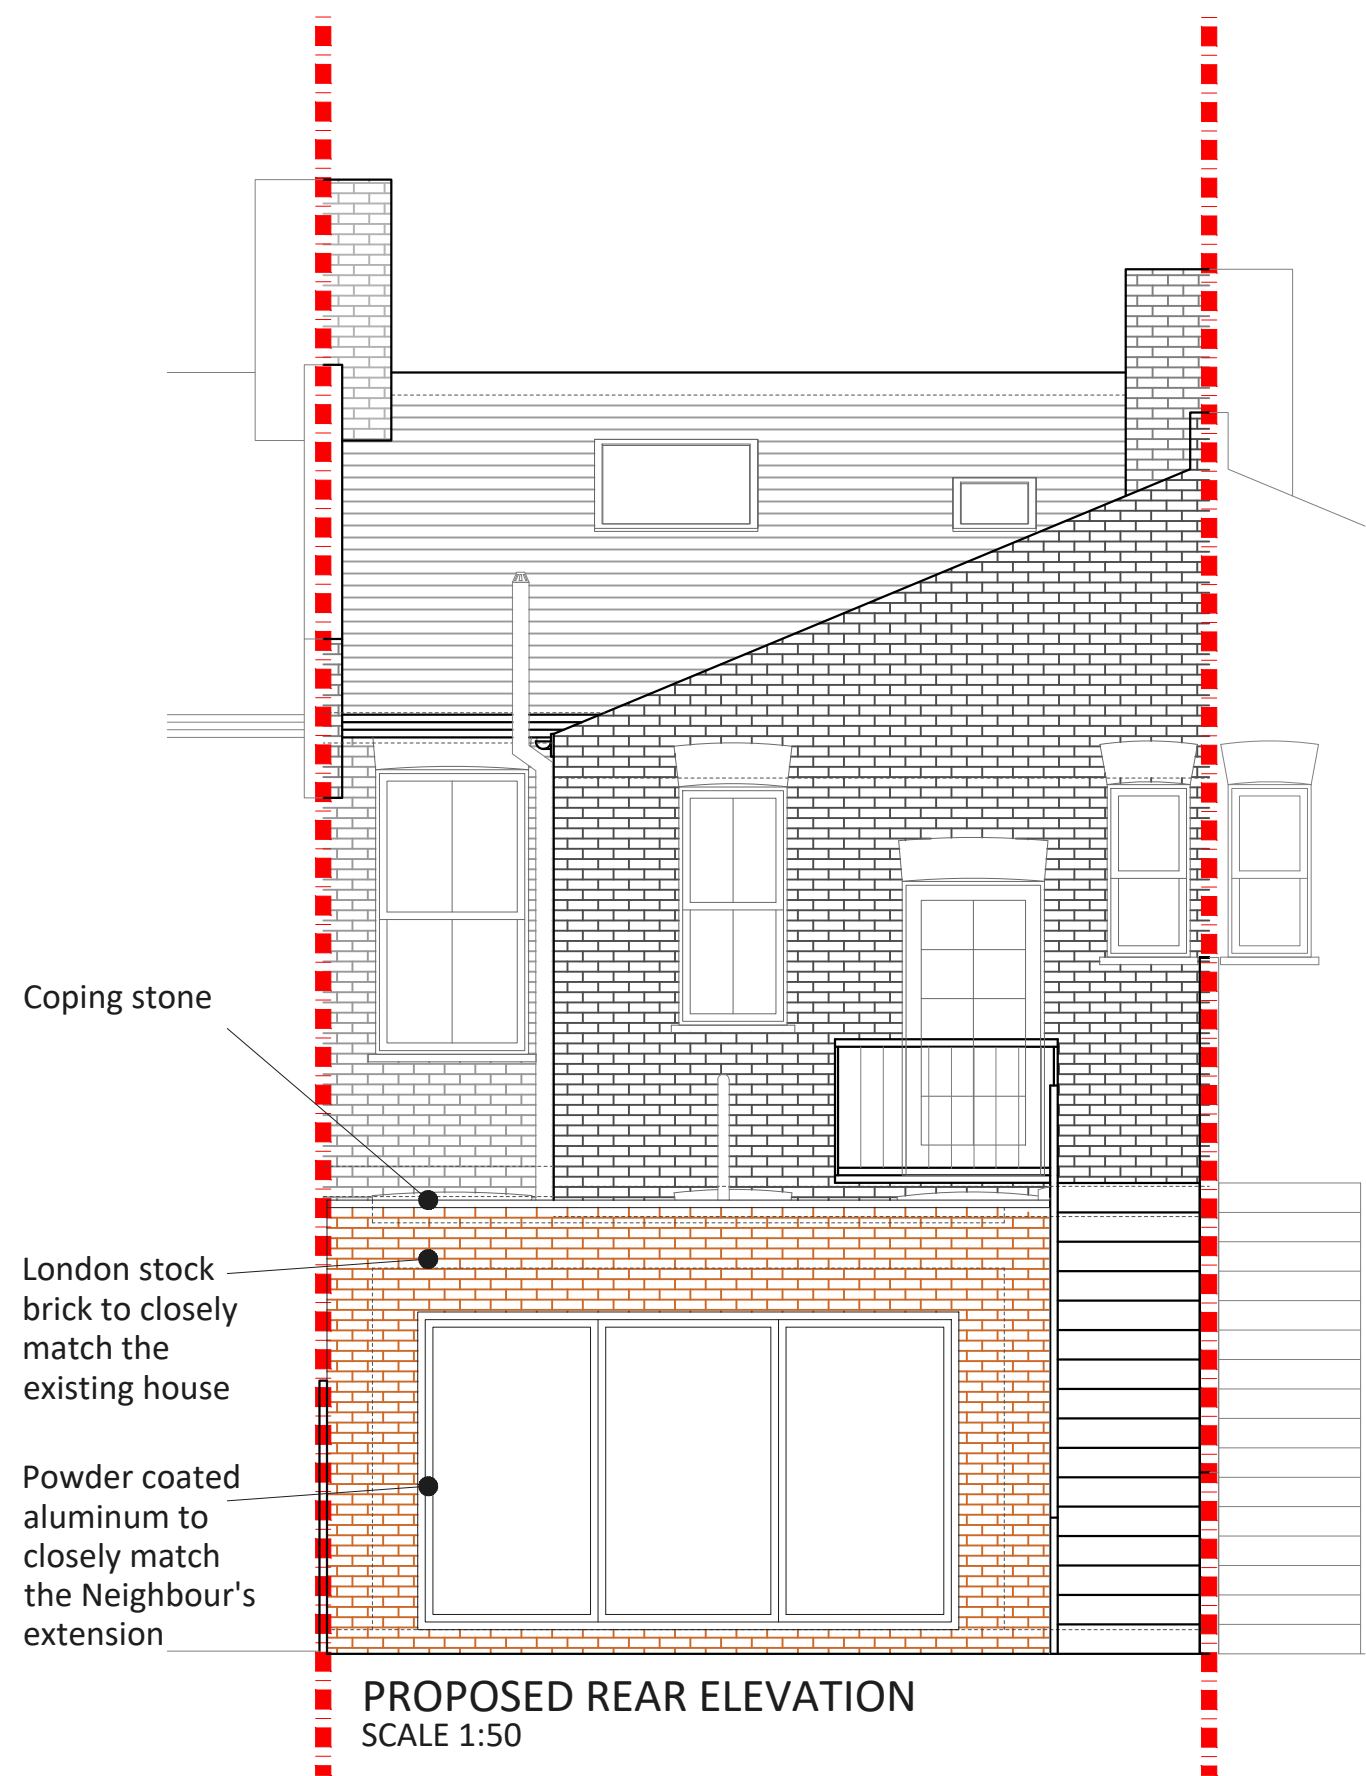 Coping stone
London stock
brick to closely
match the
existing house
Powder coated
aluminum to
closely match
the Neighbour's
extension
PROPOSED REAR ELEVATION
SCALE 1:50